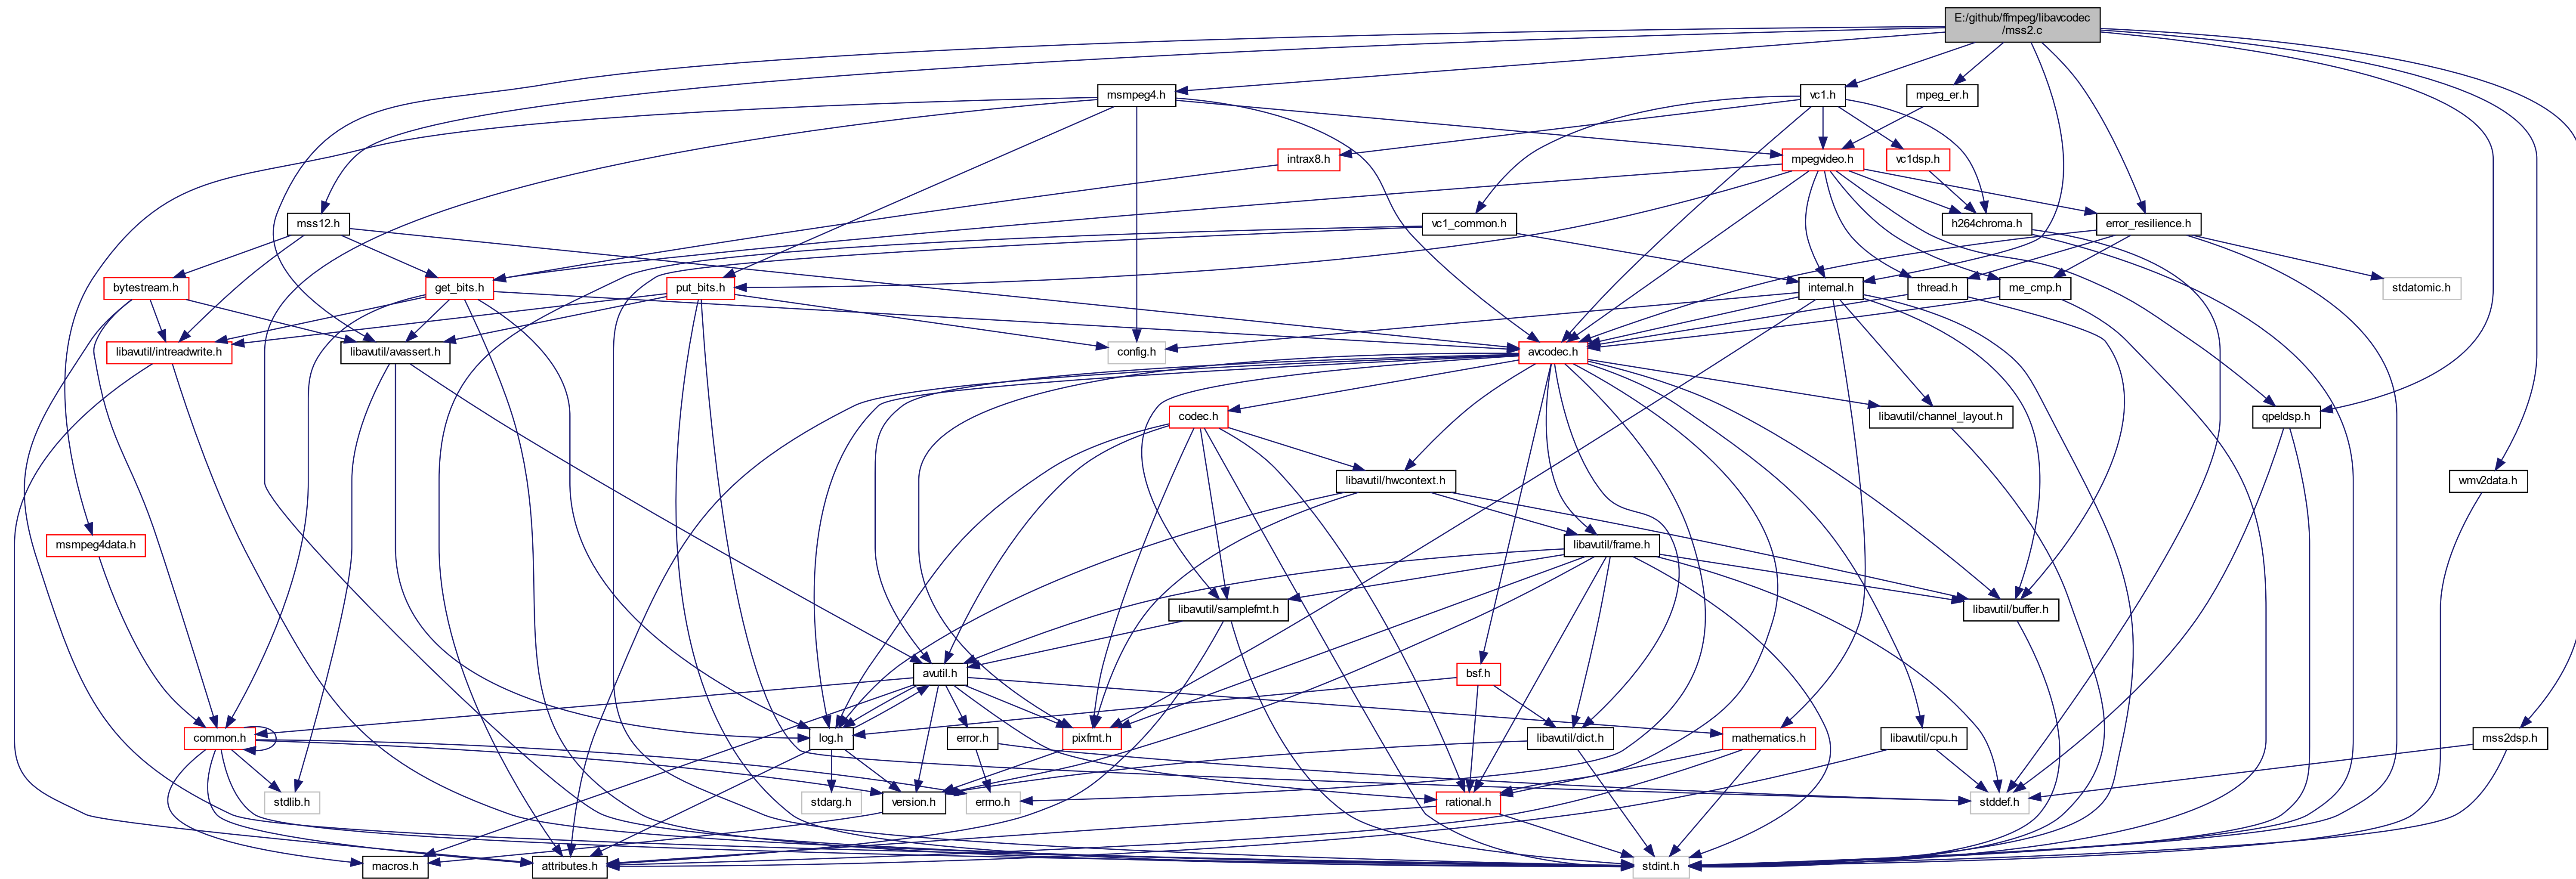 E:/github/ffmpeg/libavcodec
/mss2.c
msmpeg4.h
vc1.h
mpeg_er.h
intrax8.h
mpegvideo.h
vc1dsp.h
mss12.h
vc1_common.h
h264chroma.h
error_resilience.h
bytestream.h
get_bits.h
put_bits.h
internal.h
thread.h
me_cmp.h
stdatomic.h
libavutil/intreadwrite.h
libavutil/avassert.h
config.h
avcodec.h
codec.h
libavutil/channel_layout.h
qpeldsp.h
libavutil/hwcontext.h
wmv2data.h
msmpeg4data.h
libavutil/frame.h
libavutil/samplefmt.h
libavutil/buffer.h
avutil.h
bsf.h
common.h
log.h
error.h
pixfmt.h
libavutil/dict.h
mathematics.h
libavutil/cpu.h
mss2dsp.h
stdlib.h
stdarg.h
version.h
errno.h
rational.h
stddef.h
macros.h
attributes.h
stdint.h